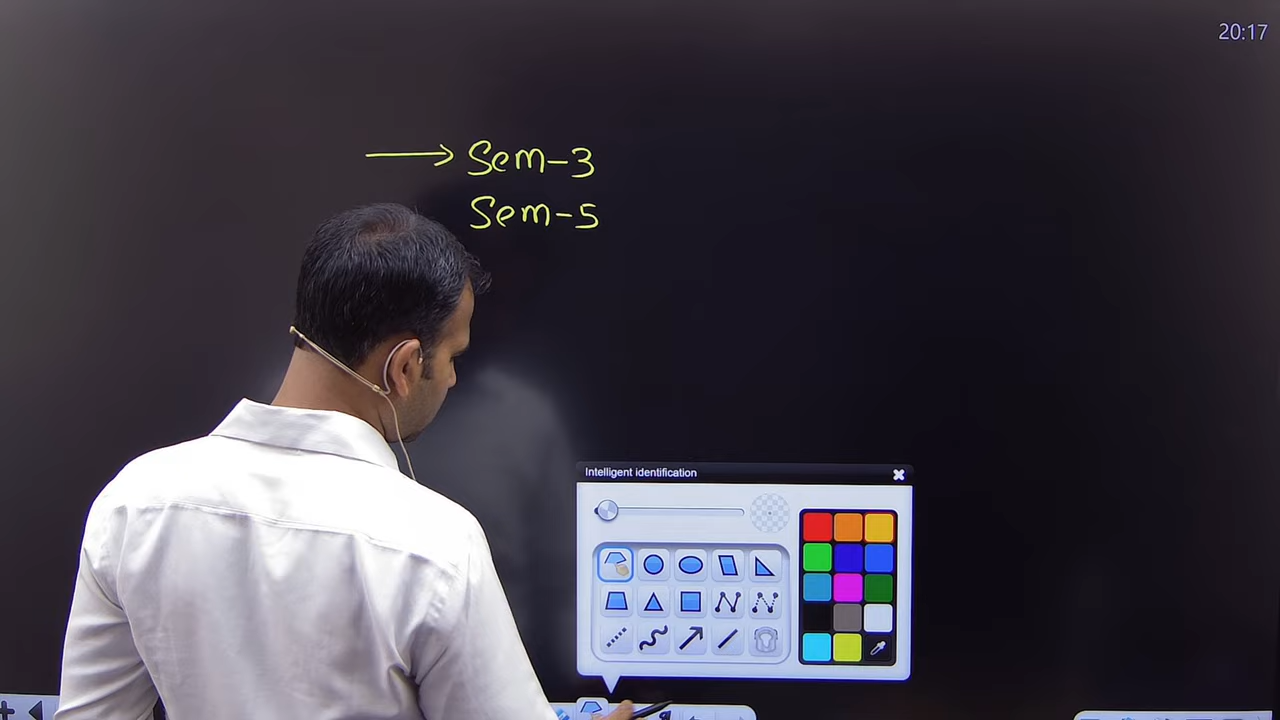 20:17
→ Sem-3
Sem-5
Intelligent identification